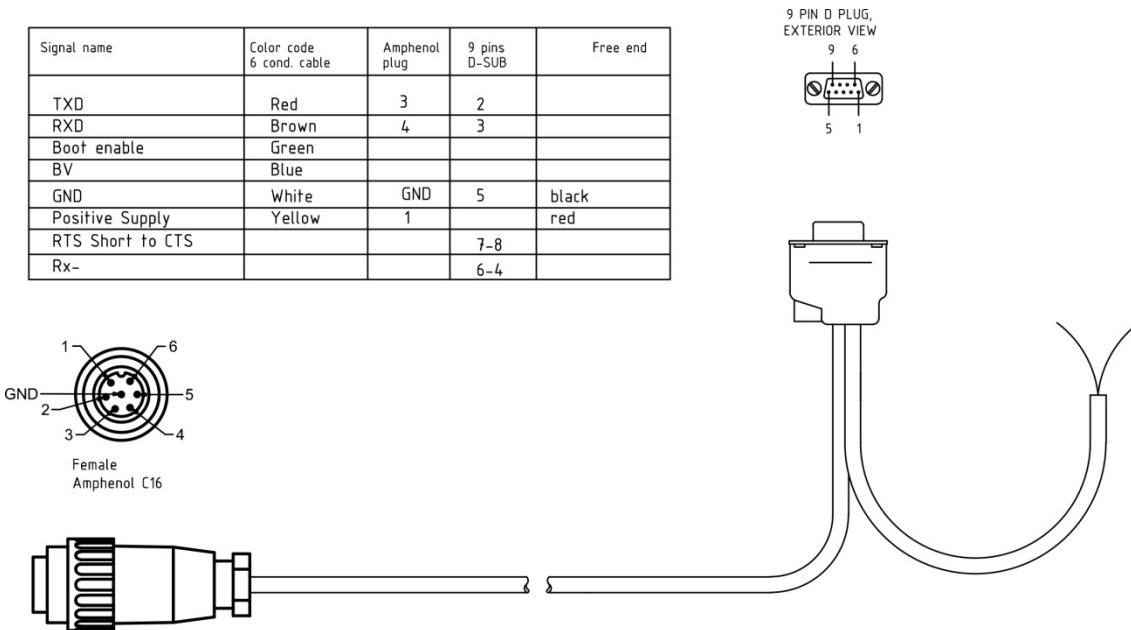 9 PIN D PLUG,
EXTERIOR VIEW
9 6
5 1
Signal name Color code 6 cond. cable Amphenol plug 9 pins D-SUB Free end
TXD Red 3 2
RXD Brown 4 3
Boot enable Green
BV Blue
GND White GND 5 black
Positive Supply Yellow 1 red
RTS Short to CTS 7-8
Rx- 6-4
1 6
GND 5
2
3 4
Female
Amphenol C16